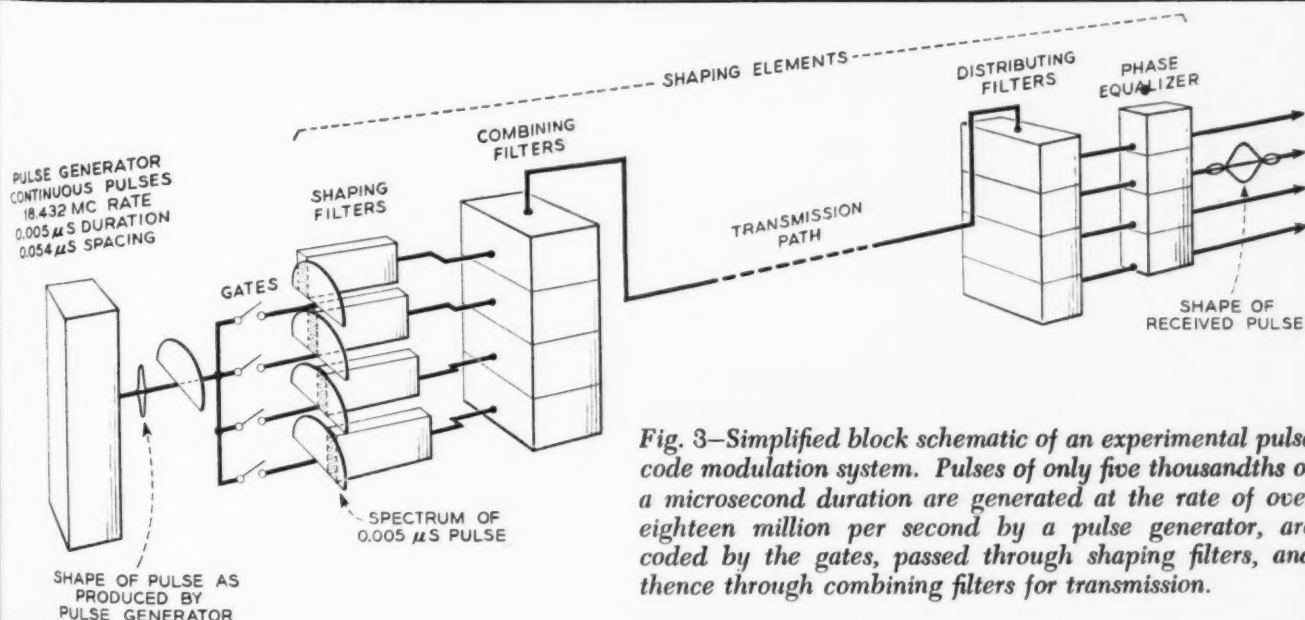 SHAPING ELEMENTS
DISTRIBUTING
FILTERS
PHASE
EQUALIZER
COMBINING
FILTERS
PULSE GENERATOR
CONTINUOUS PULSES
18.432 MC RATE
0.005 µS DURATION
0.054 µS SPACING
SHAPING
FILTERS
GATES
TRANSMISSION
PATH
SHAPE OF
RECEIVED PULSE
SPECTRUM OF
0.005 µS PULSE
SHAPE OF PULSE AS
PRODUCED BY
PULSE GENERATOR
Fig. 3—Simplified block schematic of an experimental pulse
code modulation system. Pulses of only five thousandths o
a microsecond duration are generated at the rate of ove
eighteen million per second by a pulse generator, ar
coded by the gates, passed through shaping filters, and
thence through combining filters for transmission.